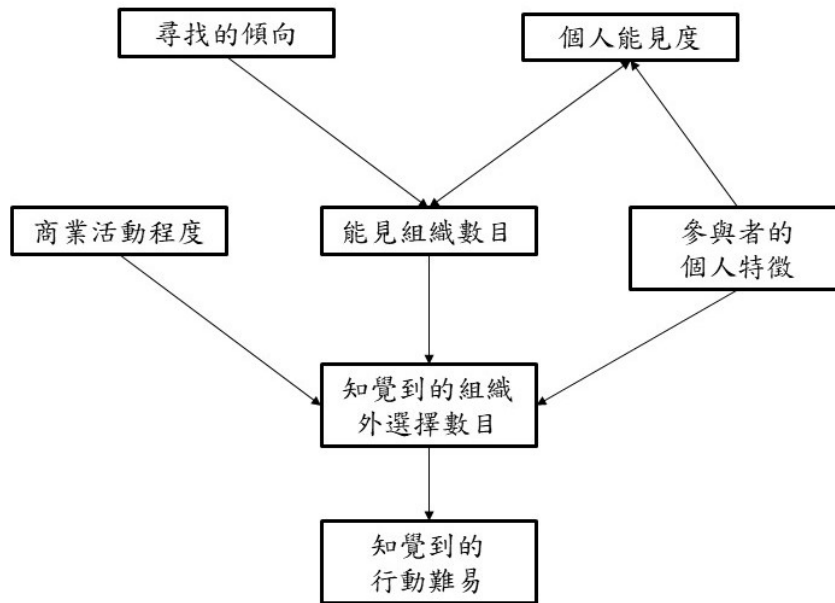 尋找的傾向
個人能見度
商業活動程度
能見組織數目
參與者的
個人特徵
知覺到的組織
外選擇數目
知覺到的
行動難易